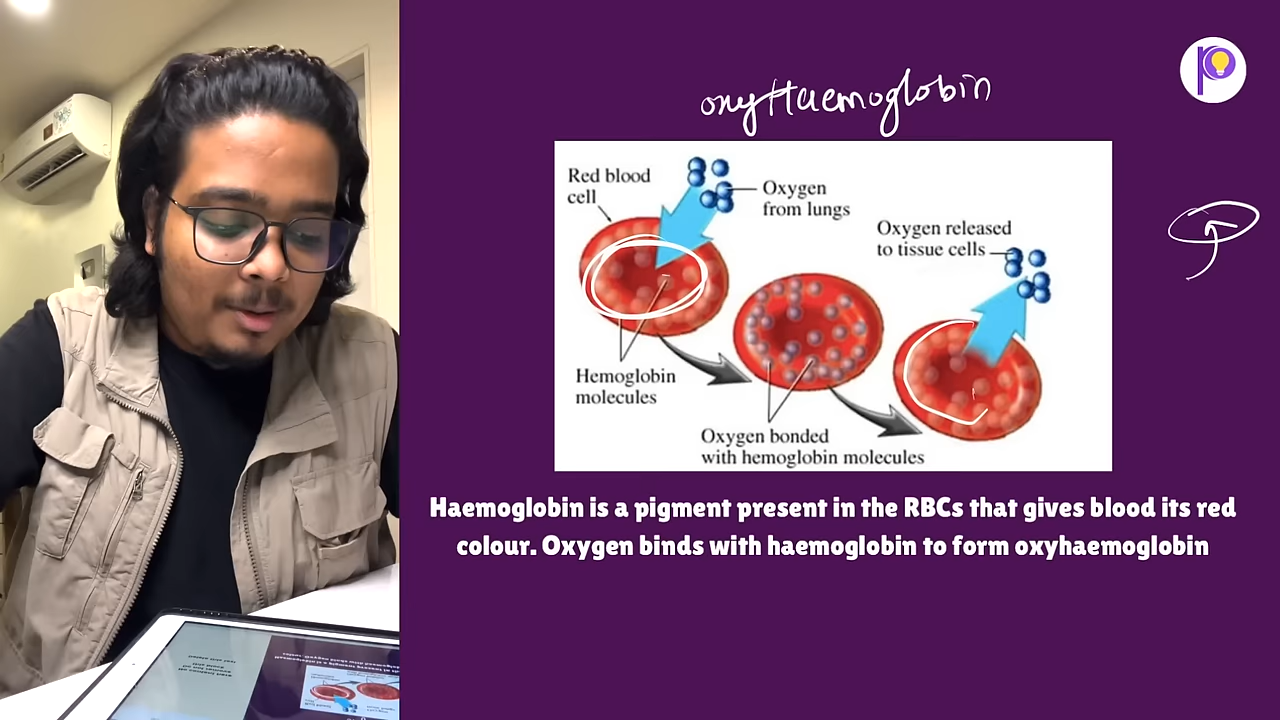 oxyHaemoglobin
Red blood
cell
Oxygen
from lungs
Oxygen released
to tissue cells
Hemoglobin
molecules
Oxygen bonded
with hemoglobin molecules
Haemoglobin is a pigment present in the RBCs that gives blood its red
colour. Oxygen binds with haemoglobin to form oxyhaemoglobin